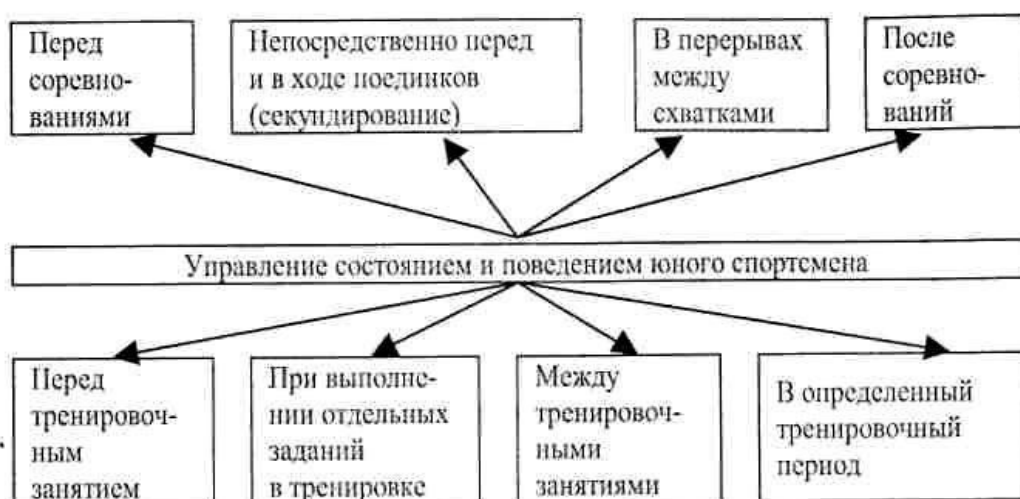 Перед
соревно-
ваниями
Непосредственно перед
и в ходе поединков
(секундирование)
В перерывах
между
схватками
После
соревно-
ваний
Управление состоянием и поведением юного спортсмена
Перед
тренировоч-
ным
занятием
При выполне-
нии отдельных
заданий
в тренировке
Между
тренировоч-
ными
занятиями
В определенный
тренировочный
период